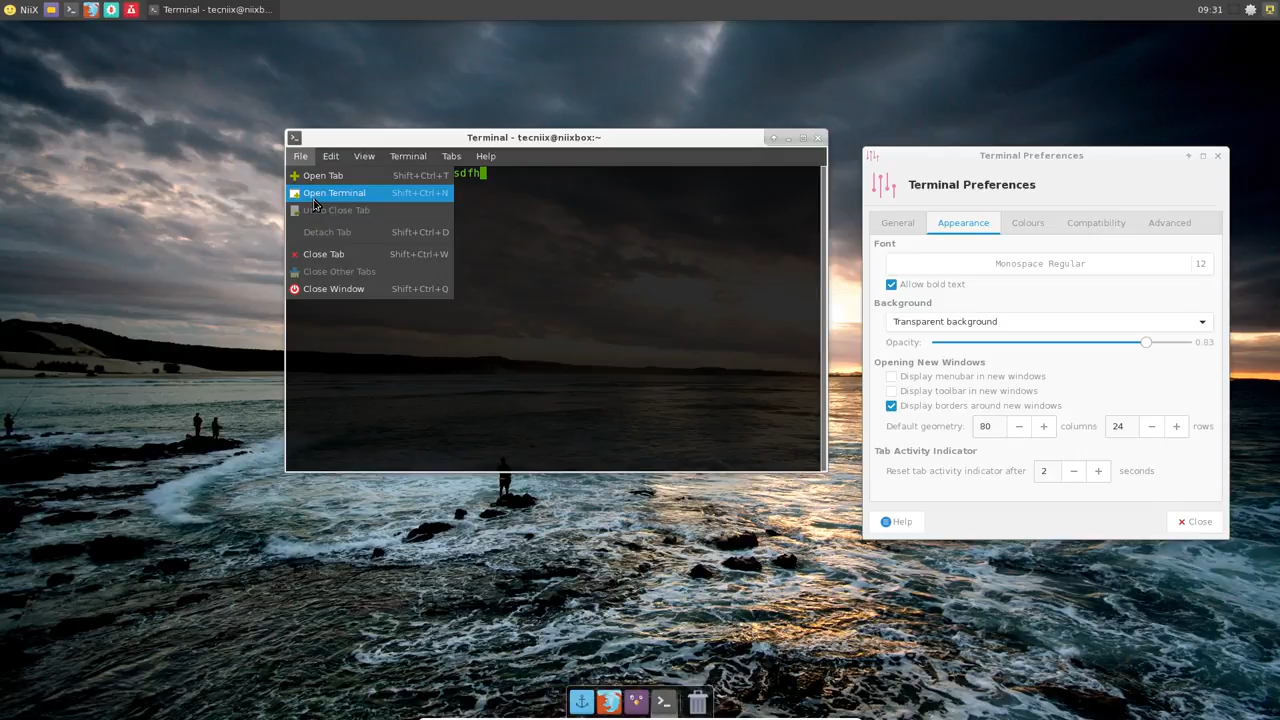 NiiX
Terminal - tecniix@niixb...
09:31
Terminal - tecniix@niixbox:~
File Edit View Terminal Tabs Help
sdfh
Open Tab Shift+Ctrl+T
Open Terminal Shift+Ctrl+N
Undo Close Tab
Detach Tab Shift+Ctrl+D
Close Tab Shift+Ctrl+W
Close Other Tabs
Close Window Shift+Ctrl+Q
Terminal Preferences
Terminal Preferences
General Appearance Colours Compatibility Advanced
Font
Monospace Regular 12
Allow bold text
Background
Transparent background
Opacity: 0.83
Opening New Windows
Display menubar in new windows
Display toolbar in new windows
Display borders around new windows
Default geometry: 80 − + columns 24 − + rows
Tab Activity Indicator
Reset tab activity indicator after 2 − + seconds
Help Close